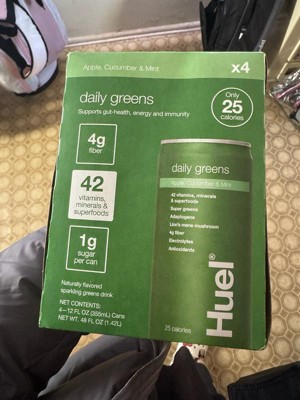 Apple, Cucumber & Mint
x4
daily greens
Supports gut-health, energy and immunity
Only
25
calories
4g
fiber
42
vitamins,
minerals &
superfoods
1g
sugar
per can
Naturally flavored
sparkling greens drink
NET CONTENTS:
4–12 FL OZ (355mL) Cans
NET WT. 48 FL OZ (1.42L)
daily greens
Apple, Cucumber & Mint
42 vitamins, minerals
& superfoods
Super greens
Adaptogens
Lion's mane mushroom
4g fiber
Electrolytes
Antioxidants
Huel®
25 calories